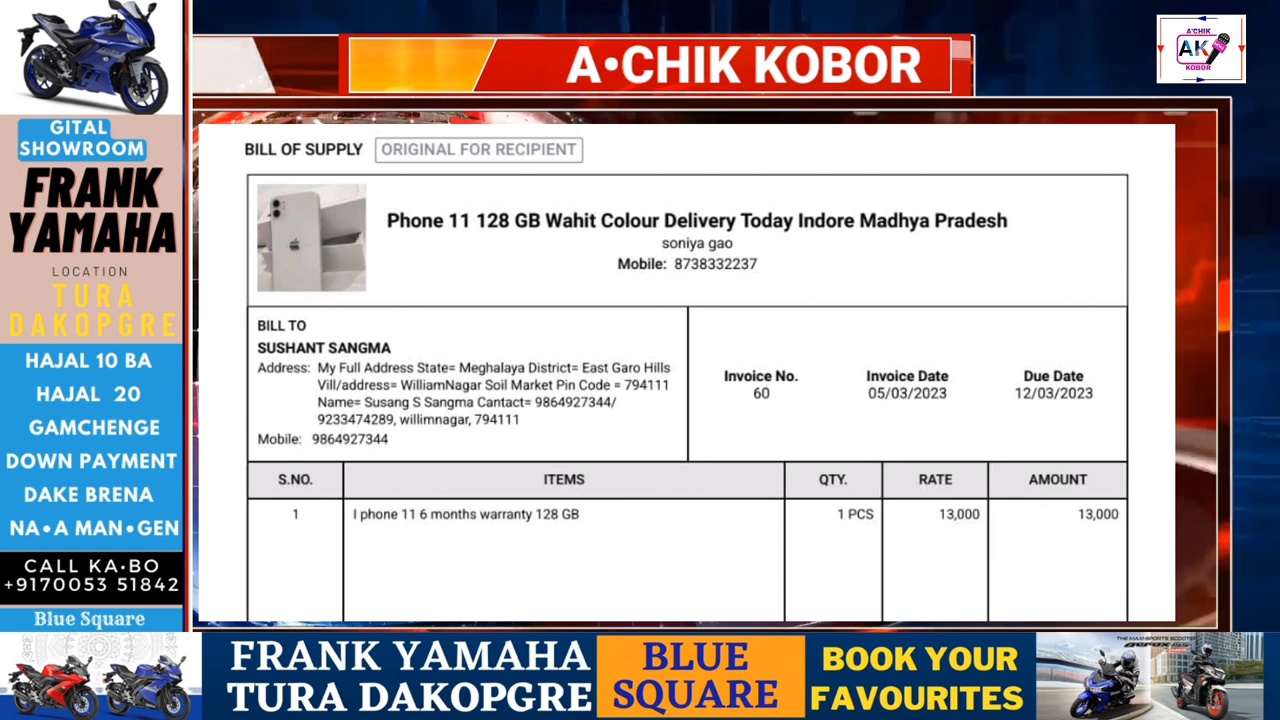 GITAL
SHOWROOM
FRANK
YAMAHA
LOCATION
TURA
DAKOPGRE
HAJAL 10 BA
HAJAL 20
GAMCHENGE
DOWN PAYMENT
DAKE BRENA
NA•A MAN•GEN
CALL KA•BO
+9170053 51842
Blue Square
A•CHIK KOBOR
A'CHIK
AK
KOBOR
BILL OF SUPPLY ORIGINAL FOR RECIPIENT
Phone 11 128 GB Wahit Colour Delivery Today Indore Madhya Pradesh
soniya gao
Mobile: 8738332237
BILL TO
SUSHANT SANGMA
Address: My Full Address State= Meghalaya District= East Garo Hills
Vill/address= WilliamNagar Soil Market Pin Code = 794111
Name= Susang S Sangma Cantact= 9864927344/
9233474289, willimnagar, 794111
Mobile: 9864927344
Invoice No. Invoice Date Due Date
60 05/03/2023 12/03/2023
S.NO. ITEMS QTY. RATE AMOUNT
1 I phone 11 6 months warranty 128 GB 1 PCS 13,000 13,000
FRANK YAMAHA
TURA DAKOPGRE
BLUE
SQUARE
BOOK YOUR
FAVOURITES
THE MAXI-SPORTS SCOOTER